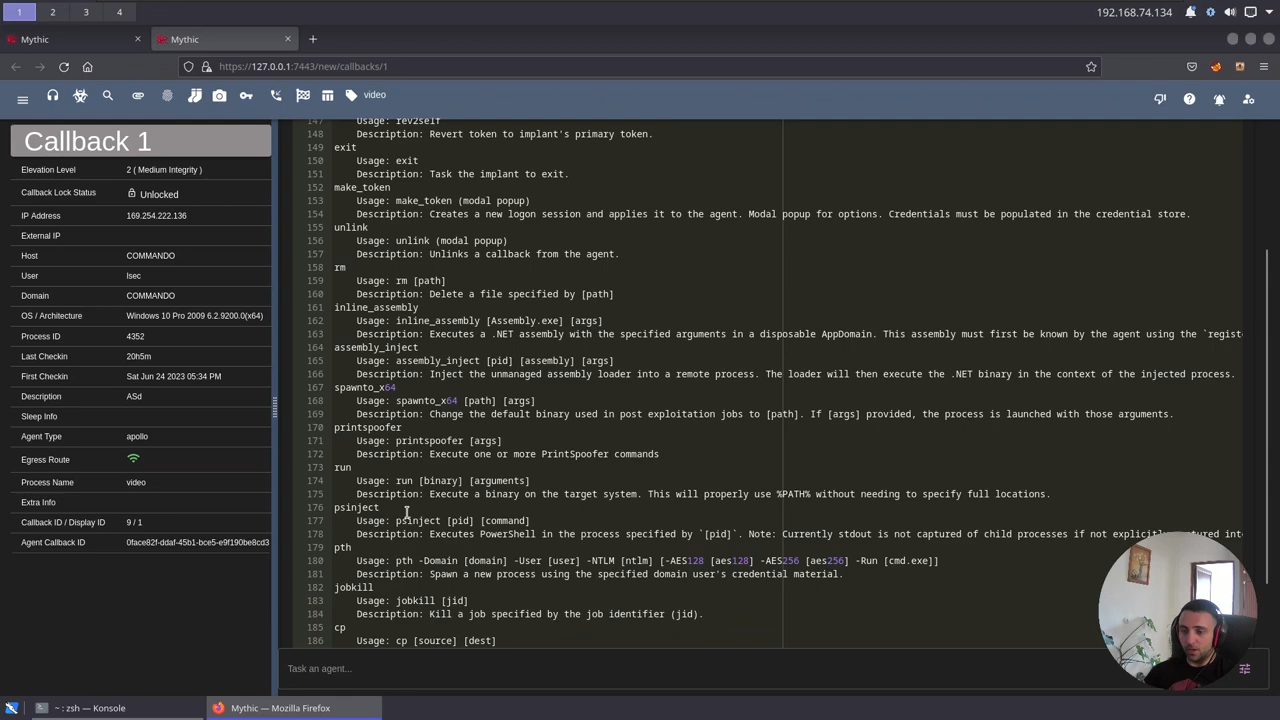 1
2
3
4
192.168.74.134
Mythic
Mythic
https://127.0.0.1:7443/new/callbacks/1
video
Callback 1
Elevation Level 2 ( Medium Integrity )
Callback Lock Status Unlocked
IP Address 169.254.222.136
External IP
Host COMMANDO
User lsec
Domain COMMANDO
OS / Architecture Windows 10 Pro 2009 6.2.9200.0(x64)
Process ID 4352
Last Checkin 20h5m
First Checkin Sat Jun 24 2023 05:34 PM
Description ASd
Sleep Info
Agent Type apollo
Egress Route
Process Name video
Extra Info
Callback ID / Display ID 9 / 1
Agent Callback ID 0face82f-ddaf-45b1-bce5-e9f190be8cd3
147 Usage: rev2self
148 Description: Revert token to implant's primary token.
149 exit
150 Usage: exit
151 Description: Task the implant to exit.
152 make_token
153 Usage: make_token (modal popup)
154 Description: Creates a new logon session and applies it to the agent. Modal popup for options. Credentials must be populated in the credential store.
155 unlink
156 Usage: unlink (modal popup)
157 Description: Unlinks a callback from the agent.
158 rm
159 Usage: rm [path]
160 Description: Delete a file specified by [path]
161 inline_assembly
162 Usage: inline_assembly [Assembly.exe] [args]
163 Description: Executes a .NET assembly with the specified arguments in a disposable AppDomain. This assembly must first be known by the agent using the `regist
164 assembly_inject
165 Usage: assembly_inject [pid] [assembly] [args]
166 Description: Inject the unmanaged assembly loader into a remote process. The loader will then execute the .NET binary in the context of the injected process.
167 spawnto_x64
168 Usage: spawnto_x64 [path] [args]
169 Description: Change the default binary used in post exploitation jobs to [path]. If [args] provided, the process is launched with those arguments.
170 printspoofer
171 Usage: printspoofer [args]
172 Description: Execute one or more PrintSpoofer commands
173 run
174 Usage: run [binary] [arguments]
175 Description: Execute a binary on the target system. This will properly use %PATH% without needing to specify full locations.
176 psinject
177 Usage: psinject [pid] [command]
178 Description: Executes PowerShell in the process specified by `[pid]`. Note: Currently stdout is not captured of child processes if not explicitly captured int
179 pth
180 Usage: pth -Domain [domain] -User [user] -NTLM [ntlm] [-AES128 [aes128] -AES256 [aes256] -Run [cmd.exe]]
181 Description: Spawn a new process using the specified domain user's credential material.
182 jobkill
183 Usage: jobkill [jid]
184 Description: Kill a job specified by the job identifier (jid).
185 cp
186 Usage: cp [source] [dest]
Task an agent...
~ : zsh — Konsole
Mythic — Mozilla Firefox